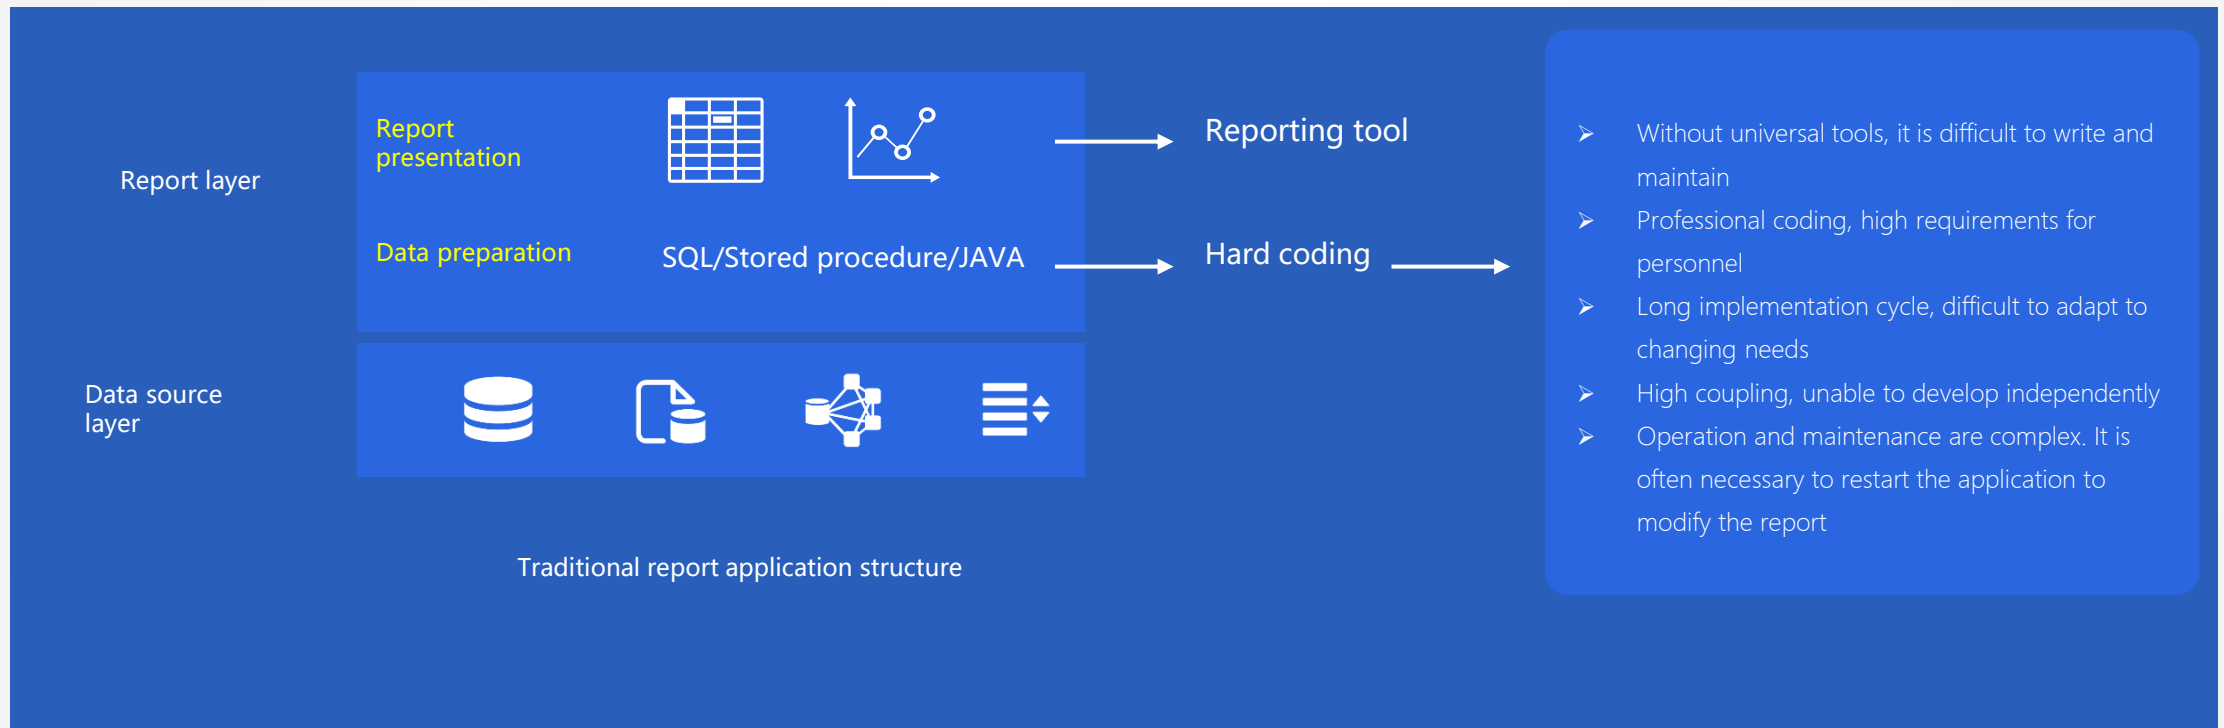 Report layer
Report
presentation
Reporting tool
Data preparation
SQL/Stored procedure/JAVA
Hard coding
Data source
layer
Traditional report application structure
➢ Without universal tools, it is difficult to write and
maintain
➢ Professional coding, high requirements for
personnel
➢ Long implementation cycle, difficult to adapt to
changing needs
➢ High coupling, unable to develop independently
➢ Operation and maintenance are complex. It is
often necessary to restart the application to
modify the report